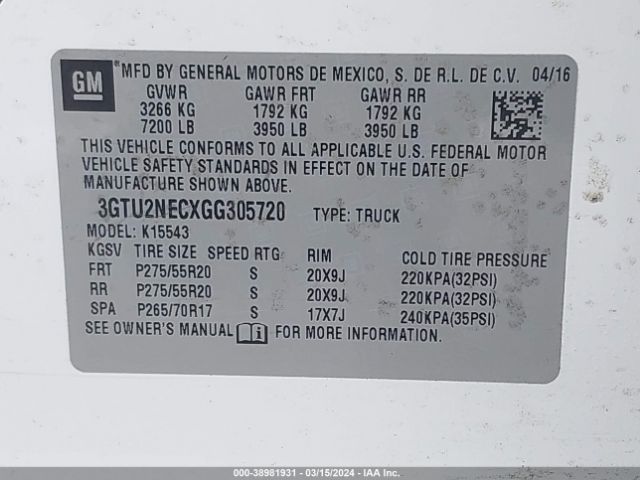 GM ® MFD BY GENERAL MOTORS DE MEXICO, S. DE R.L. DE C.V. 04/16
GVWR GAWR FRT GAWR RR
3266 KG 1792 KG 1792 KG
7200 LB 3950 LB 3950 LB
THIS VEHICLE CONFORMS TO ALL APPLICABLE U.S. FEDERAL MOTOR
VEHICLE SAFETY STANDARDS IN EFFECT ON THE DATE OF
MANUFACTURE SHOWN ABOVE.
3GTU2NECXGG305720 TYPE: TRUCK
MODEL: K15543
KGSV TIRE SIZE SPEED RTG RIM COLD TIRE PRESSURE
FRT P275/55R20 S 20X9J 220KPA(32PSI)
RR P275/55R20 S 20X9J 220KPA(32PSI)
SPA P265/70R17 S 17X7J 240KPA(35PSI)
SEE OWNER'S MANUAL FOR MORE INFORMATION.
000-38981931 - 03/15/2024 - IAAI.COM